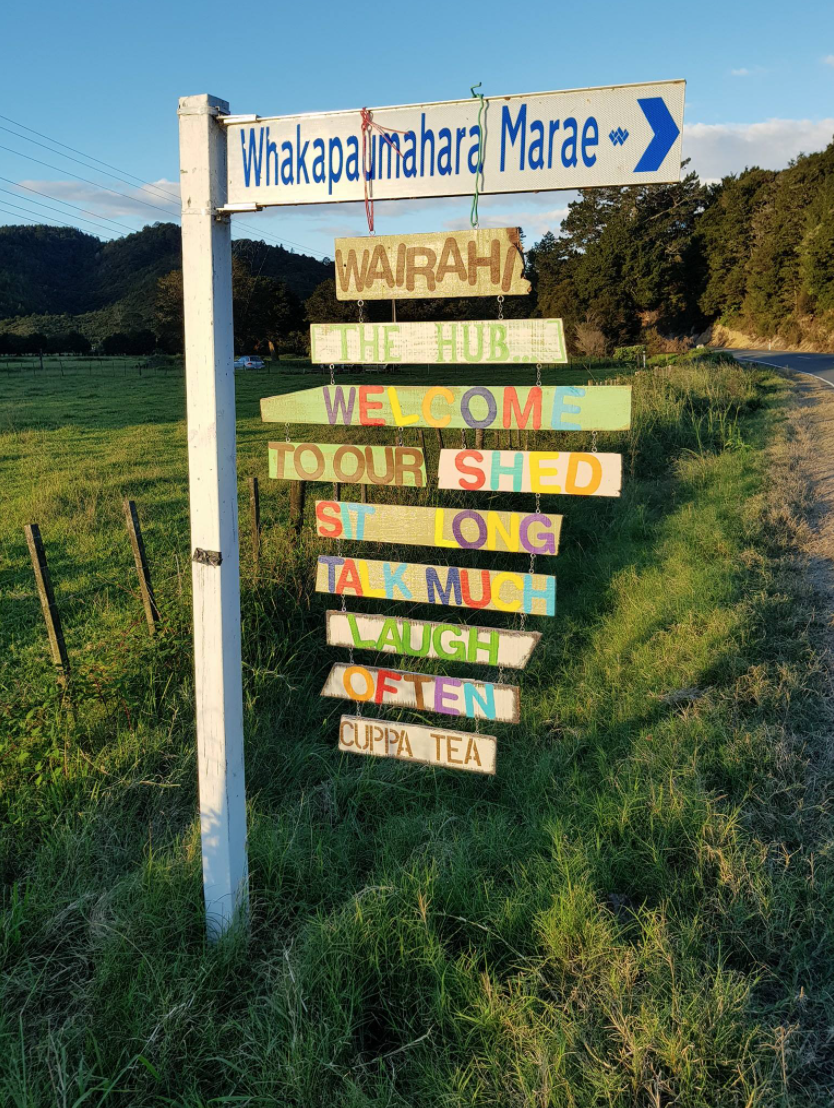 Whakapaumahara Marae
WAIRAHI
THE HUB...
WELCOME
TO OUR SHED
SIT LONG
TALK MUCH
LAUGH
OFTEN
CUPPA TEA